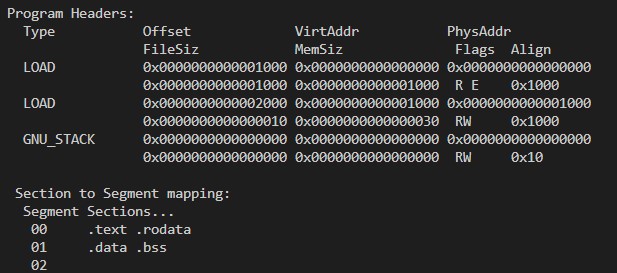 Program Headers:
  Type           Offset             VirtAddr           PhysAddr
                 FileSiz            MemSiz              Flags  Align
  LOAD           0x0000000000001000 0x0000000000000000 0x0000000000000000
                 0x0000000000001000 0x0000000000001000  R E    0x1000
  LOAD           0x0000000000002000 0x0000000000001000 0x0000000000001000
                 0x0000000000000010 0x0000000000000030  RW     0x1000
  GNU_STACK      0x0000000000000000 0x0000000000000000 0x0000000000000000
                 0x0000000000000000 0x0000000000000000  RW     0x10
 Section to Segment mapping:
  Segment Sections...
   00     .text .rodata
   01     .data .bss
   02